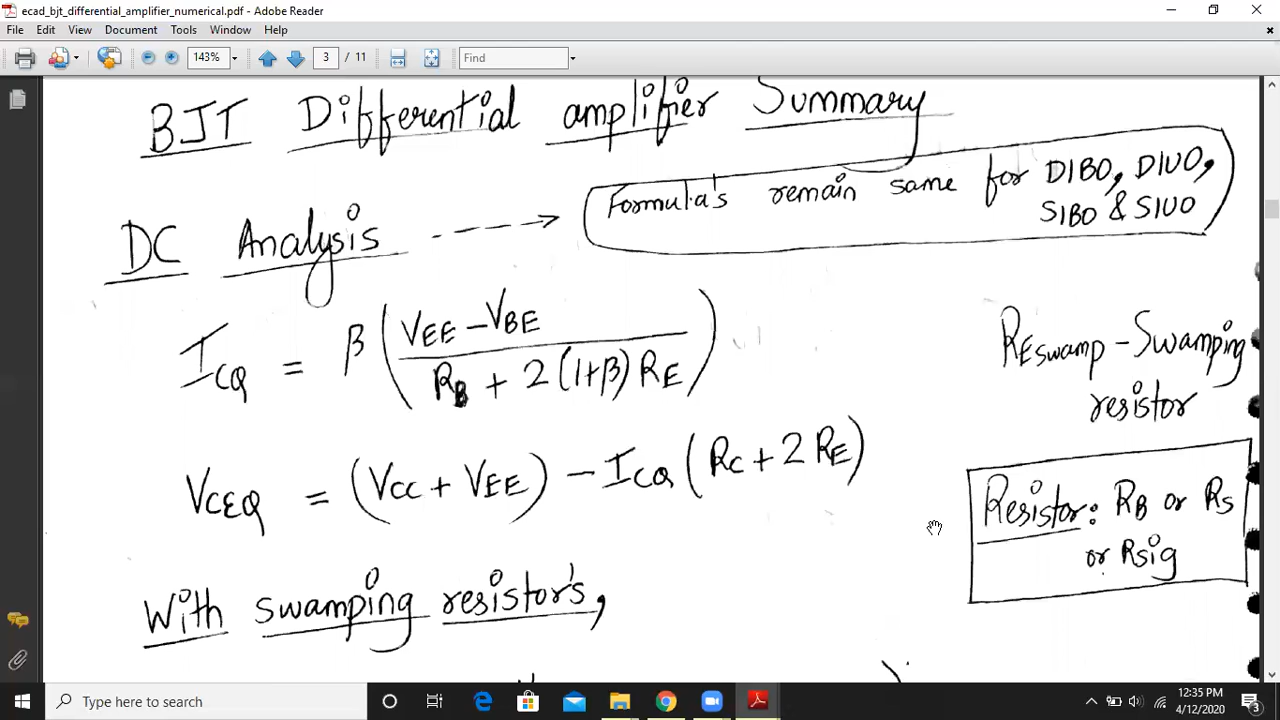 ecad_bjt_differential_amplifier_numerical.pdf - Adobe Reader
File Edit View Document Tools Window Help
3 / 11 143% Find
BJT Differential amplifier Summary
Formula's remain same for DIBO, DIUO,
SIBO & SIUO
DC Analysis
ICQ = β (VEE - VBE / RB + 2 (1+β) RE)
REswamp - Swamping
resistor
VCEQ = (VCC + VEE) - ICQ (RC + 2 RE)
Resistor: RB or RS
or Rsig
With swamping resistor's,
Type here to search
12:35 PM
4/12/2020
3